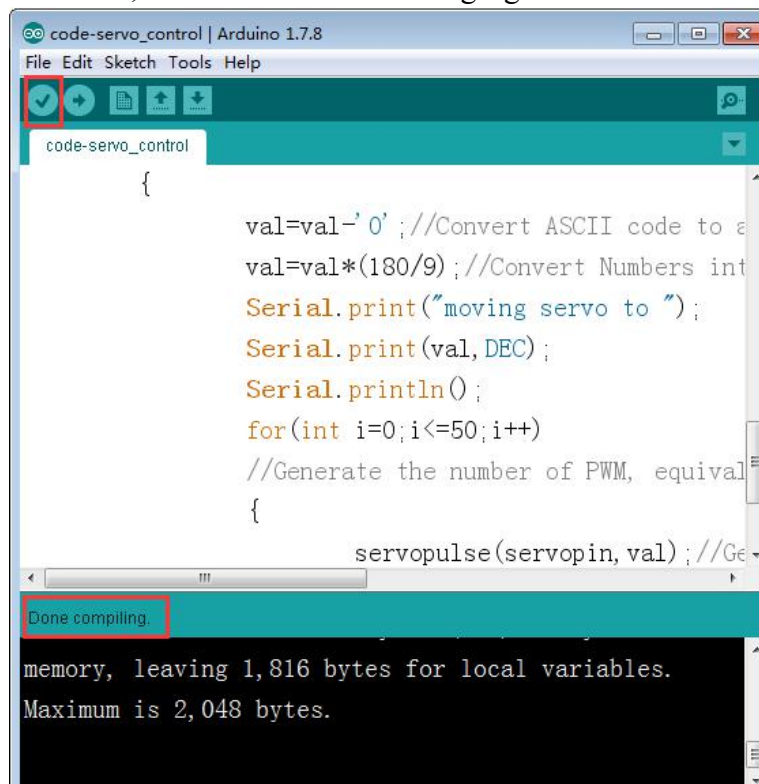 code-servo_control | Arduino 1.7.8
File Edit Sketch Tools Help
code-servo_control
{
val=val-'0';//Convert ASCII code to a
val=val*(180/9);//Convert Numbers int
Serial.print("moving servo to ");
Serial.print(val,DEC);
Serial.println();
for(int i=0;i<=50;i++)
//Generate the number of PWM, equival
{
servopulse(servopin,val);//Ge
Done compiling.
memory, leaving 1,816 bytes for local variables.
Maximum is 2,048 bytes.